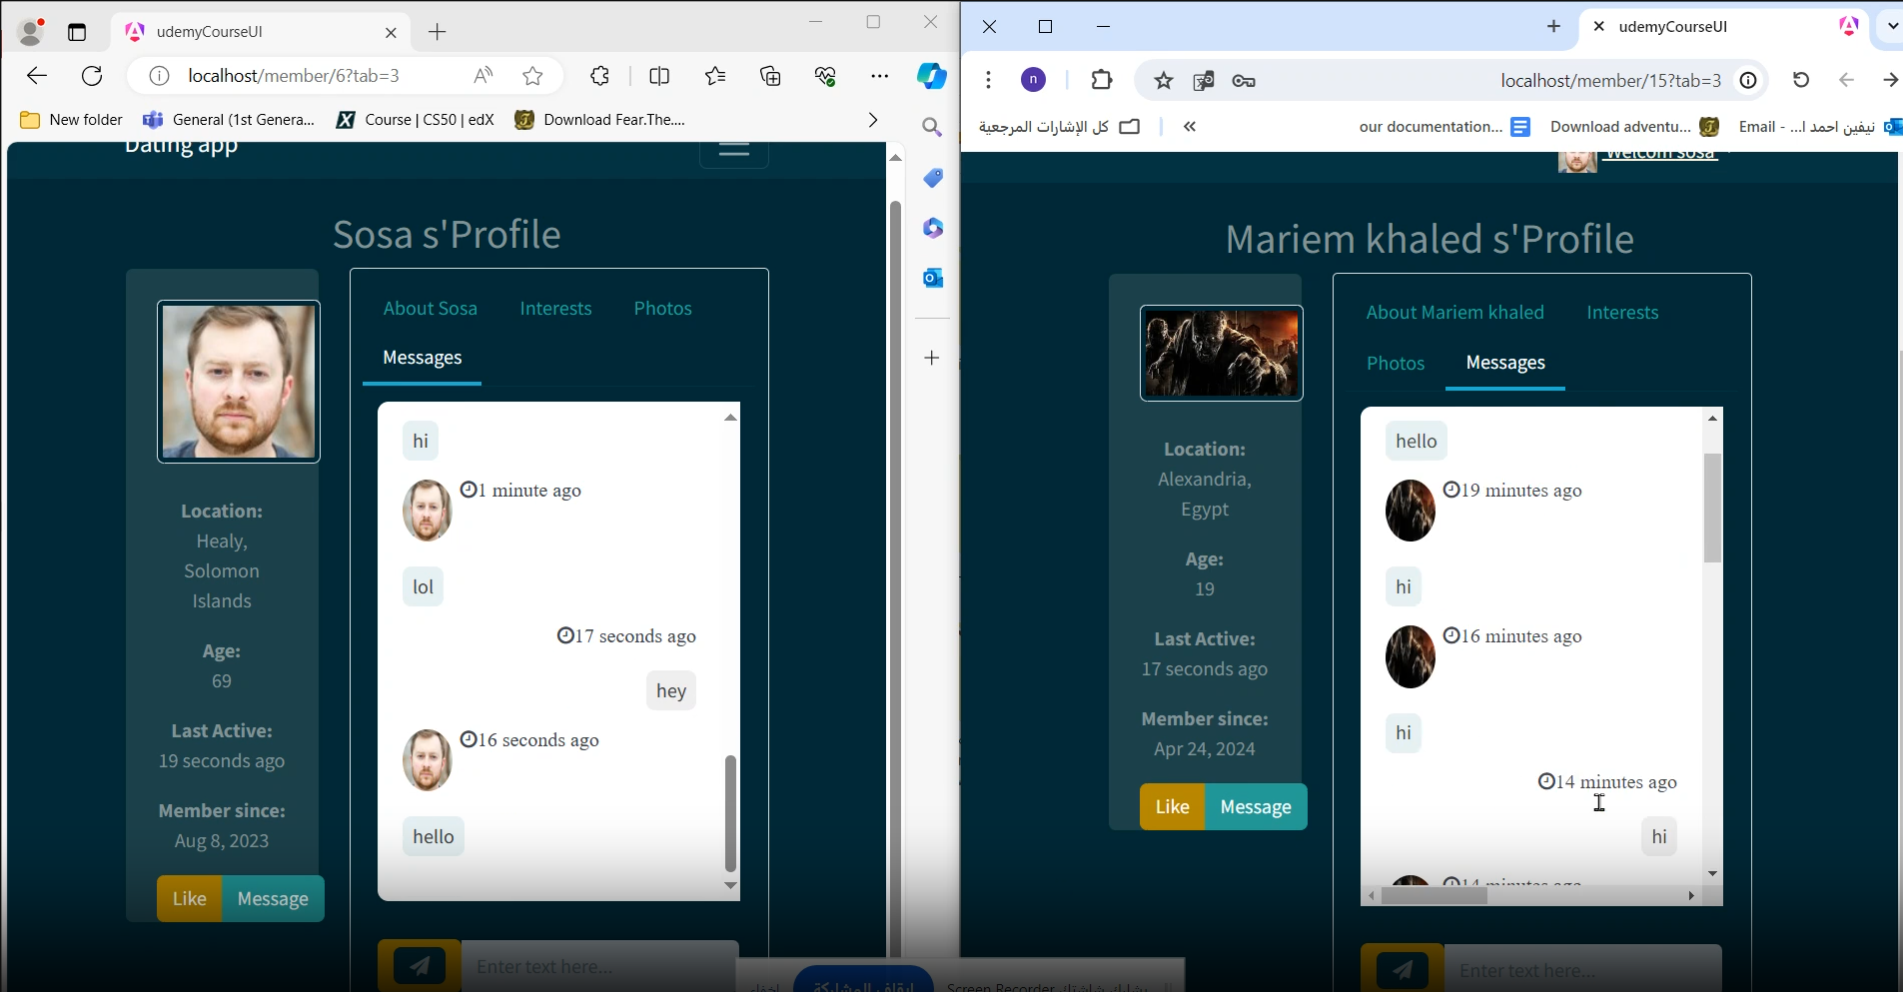 udemyCourseUI
localhost/member/6?tab=3
New folder
General (1st Genera...
Course | CS50 | edX
Download Fear.The....
Dating app
Sosa s'Profile
About Sosa
Interests
Photos
Messages
Location:
Healy,
Solomon
Islands
Age:
69
Last Active:
19 seconds ago
Member since:
Aug 8, 2023
Like
Message
hi
1 minute ago
lol
17 seconds ago
hey
16 seconds ago
hello
Enter text here...
udemyCourseUI
n
localhost/member/15?tab=3
كل الإشارات المرجعية
our documentation...
Download adventu...
Email - ...نيفين احمد ا
Welcom sosa
Mariem khaled s'Profile
About Mariem khaled
Interests
Photos
Messages
Location:
Alexandria,
Egypt
Age:
19
Last Active:
17 seconds ago
Member since:
Apr 24, 2024
Like
Message
hello
19 minutes ago
hi
16 minutes ago
hi
14 minutes ago
hi
14 minutes ago
Enter text here...
إيقاف المشاركة
Screen Recorder